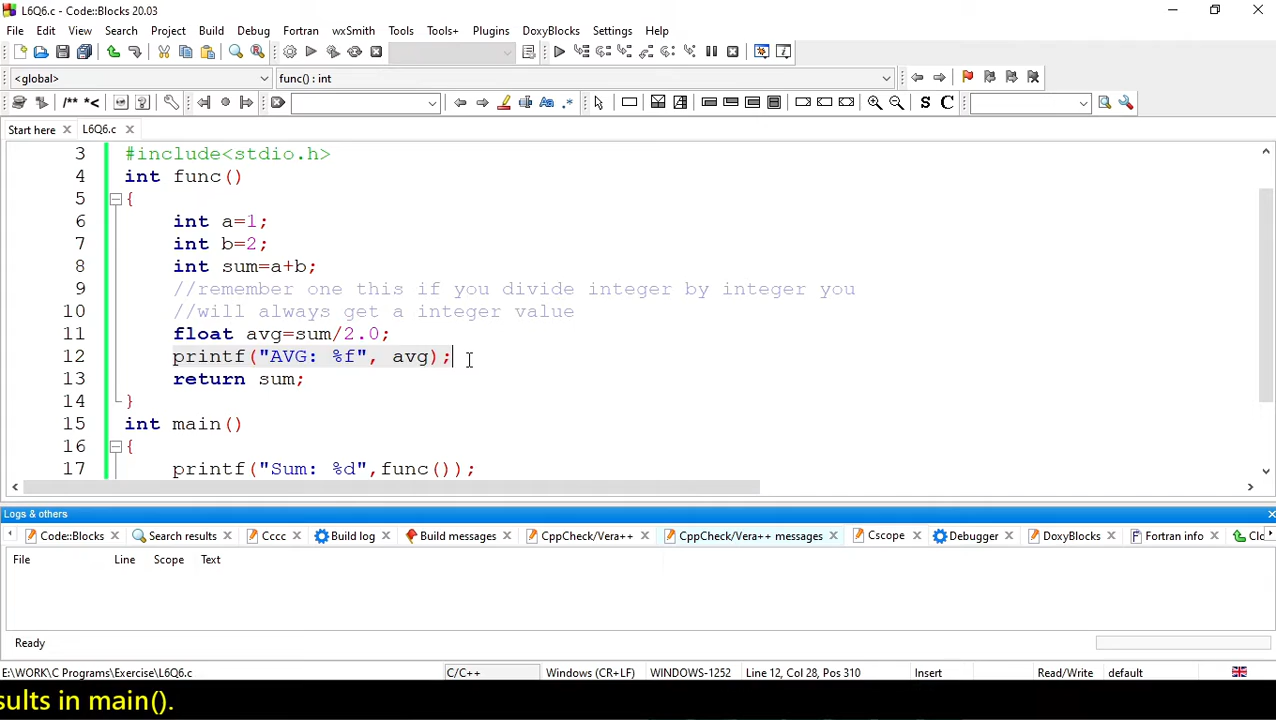 L6Q6.c - Code::Blocks 20.03
File Edit View Search Project Build Debug Fortran wxSmith Tools Tools+ Plugins DoxyBlocks Settings Help
<global> func() : int
/** *<
S C
Start here L6Q6.c
3 #include<stdio.h>
4 int func()
5 {
6 int a=1;
7 int b=2;
8 int sum=a+b;
9 //remember one this if you divide integer by integer you
10 //will always get a integer value
11 float avg=sum/2.0;
12 printf("AVG: %f", avg);
13 return sum;
14 }
15 int main()
16 {
17 printf("Sum: %d",func());
Logs & others
Code::Blocks Search results Cccc Build log Build messages CppCheck/Vera++ CppCheck/Vera++ messages Cscope Debugger DoxyBlocks Fortran info Clo
File Line Scope Text
Ready
E:\WORK\C Programs\Exercise\L6Q6.c C/C++ Windows (CR+LF) WINDOWS-1252 Line 12, Col 28, Pos 310 Insert Read/Write default
sults in main().